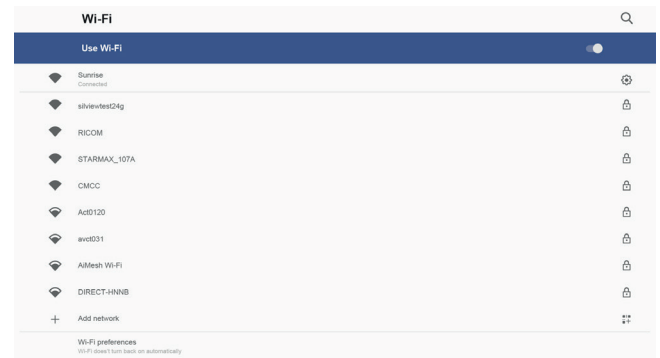 Wi-Fi
Use Wi-Fi
Sunrise
Connected
silviewtest24g
RICOM
STARMAX_107A
CMCC
Act0120
avct031
AiMesh Wi-Fi
DIRECT-HNNB
Add network
Wi-Fi preferences
Wi-Fi does't turn back on automatically